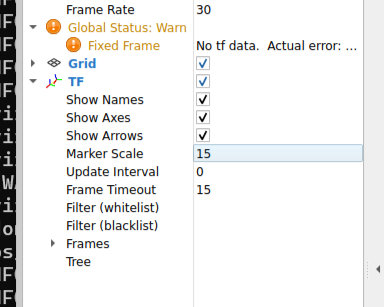 Frame Rate 30
Global Status: Warn
Fixed Frame No tf data. Actual error: ...
Grid
TF
Show Names
Show Axes
Show Arrows
Marker Scale 15
Update Interval 0
Frame Timeout 15
Filter (whitelist)
Filter (blacklist)
Frames
Tree